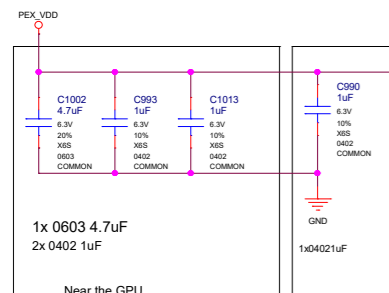 PEX_VDD
C1002
4.7uF
6.3V
20%
X6S
0603
COMMON
C993
1uF
6.3V
10%
X6S
0402
COMMON
C1013
1uF
6.3V
10%
X6S
0402
COMMON
C990
1uF
6.3V
10%
X6S
0402
COMMON
GND
1x 0603 4.7uF
2x 0402 1uF
1x04021uF
Near the GPU